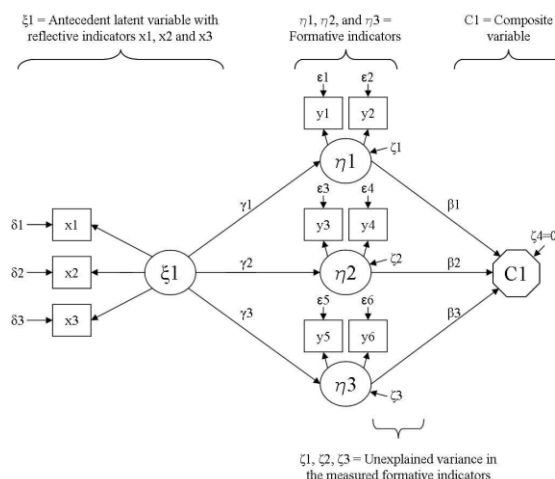 ξ1 = Antecedent latent variable with
reflective indicators x1, x2 and x3
η1, η2, and η3 =
Formative indicators
C1 = Composite
variable
ε1
ε2
y1
y2
ζ1
η1
γ1
β1
ε3
ε4
δ1
x1
y3
y4
ζ4=0
δ2
x2
ξ1
γ2
η2
ζ2
β2
C1
δ3
x3
γ3
ε5
ε6
β3
y5
y6
η3
ζ3
ζ1, ζ2, ζ3 = Unexplained variance in
the measured formative indicators